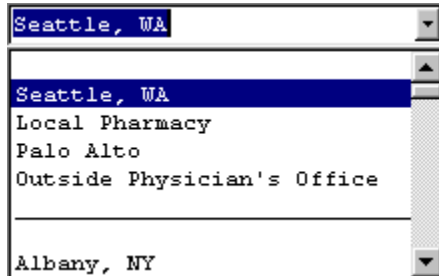 Seattle, WA
Seattle, WA
Local Pharmacy
Palo Alto
Outside Physician's Office
Albany, NY